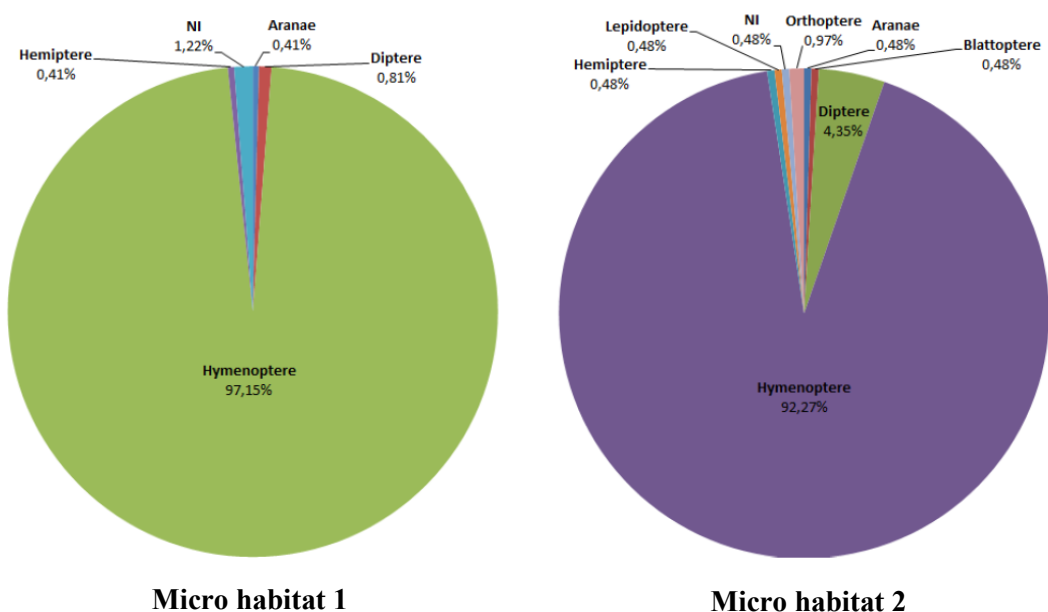 Hemiptere
0,41%
NI
1,22%
Aranae
0,41%
Diptere
0,81%
Hymenoptere
97,15%
Micro habitat 1
Hemiptere
0,48%
Lepidoptere
0,48%
NI
0,48%
Orthoptere
0,97%
Aranae
0,48%
Blattoptere
0,48%
Diptere
4,35%
Hymenoptere
92,27%
Micro habitat 2